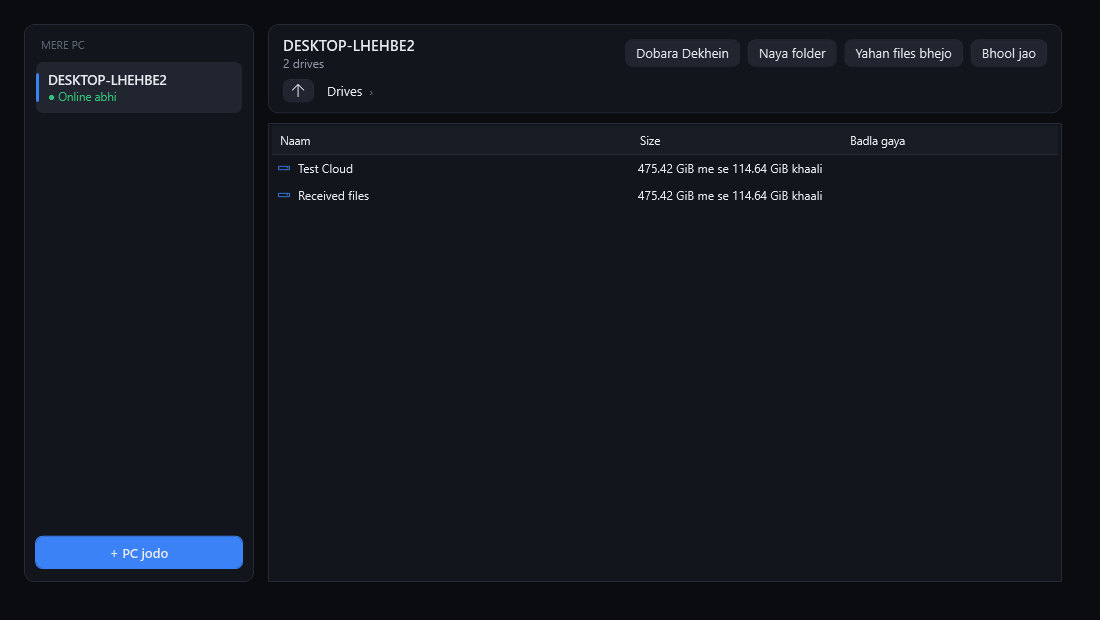 MERE PC
DESKTOP-LHEHBE2
● Online abhi
+ PC jodo
DESKTOP-LHEHBE2
2 drives
Dobara Dekhein Naya folder Yahan files bhejo Bhool jao
↑ Drives ›
Naam Size Badla gaya
Test Cloud 475.42 GiB me se 114.64 GiB khaali
Received files 475.42 GiB me se 114.64 GiB khaali